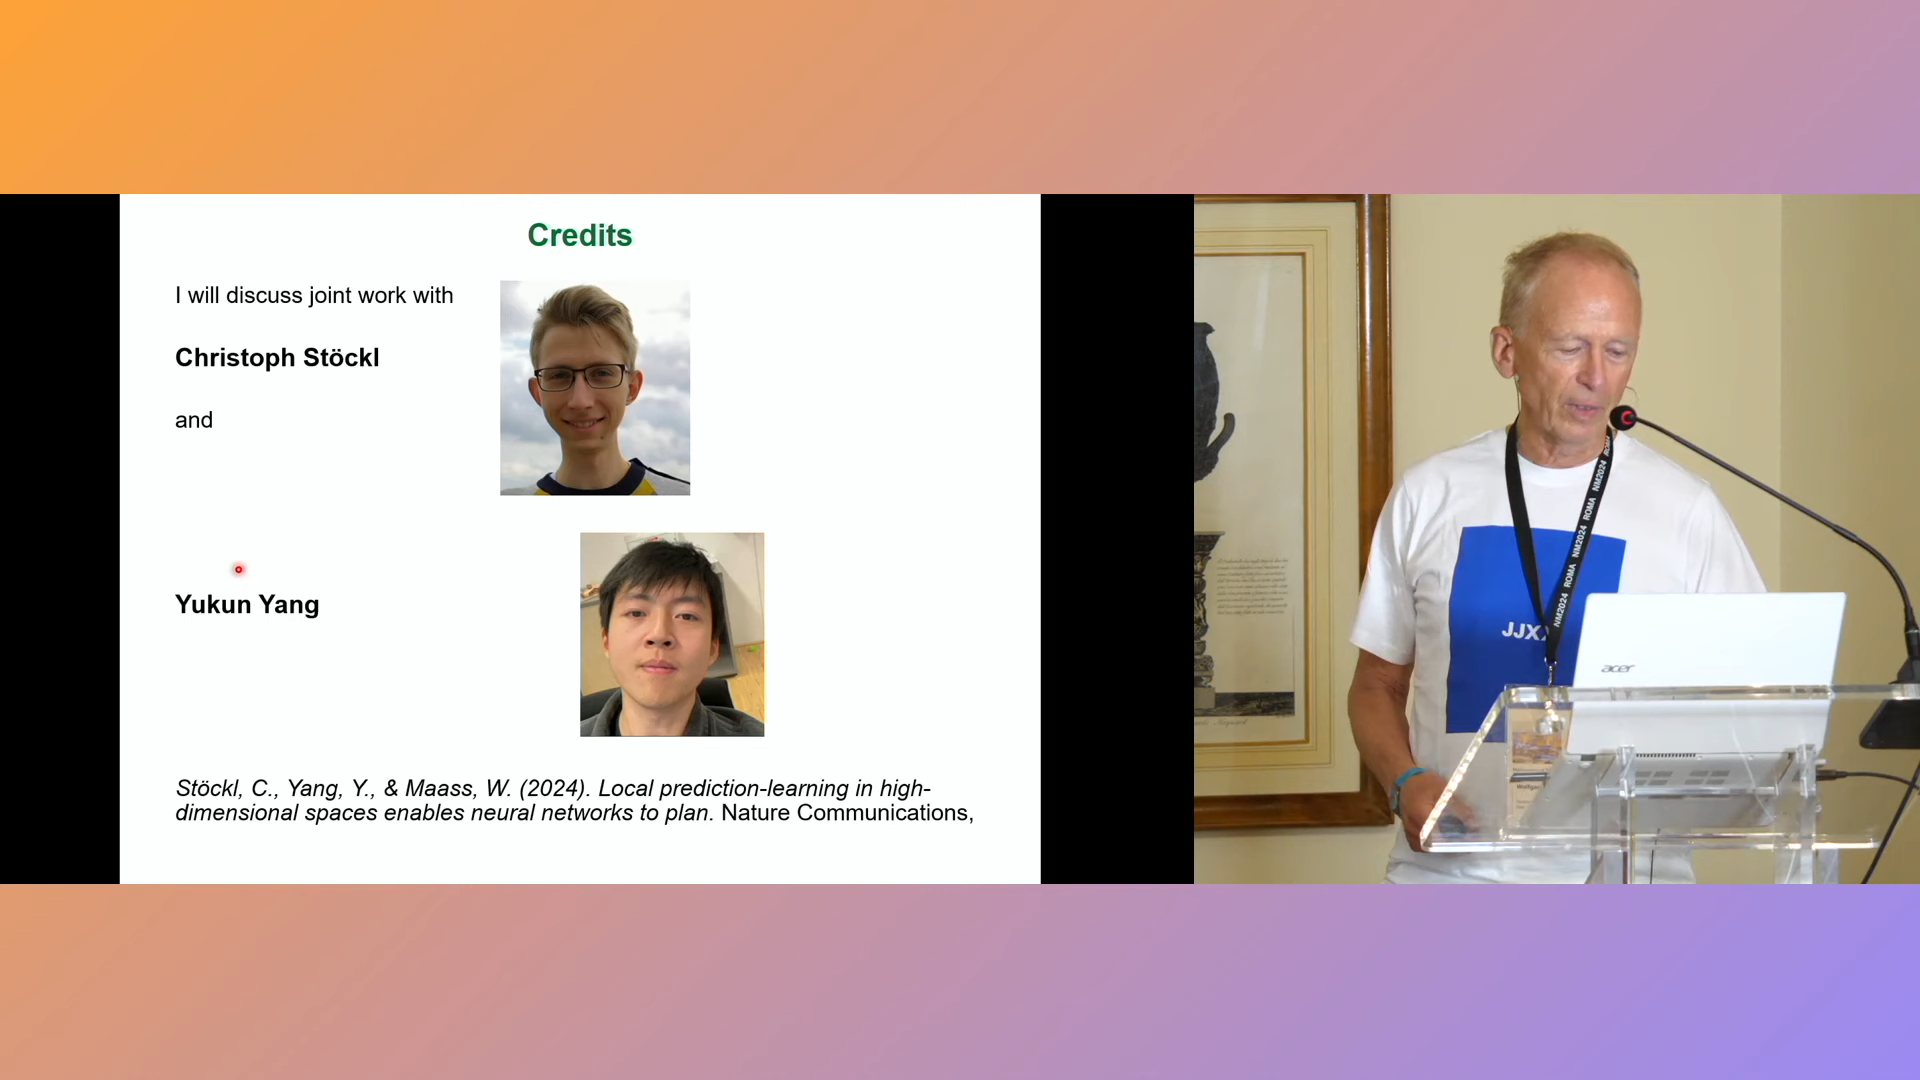 Credits
I will discuss joint work with
Christoph Stöckl
and
Yukun Yang
Stöckl, C., Yang, Y., & Maass, W. (2024). Local prediction-learning in high-
dimensional spaces enables neural networks to plan. Nature Communications,
NM2024 ROMA NM2024 ROMA NM2024
JJX
acer
Wolfgang